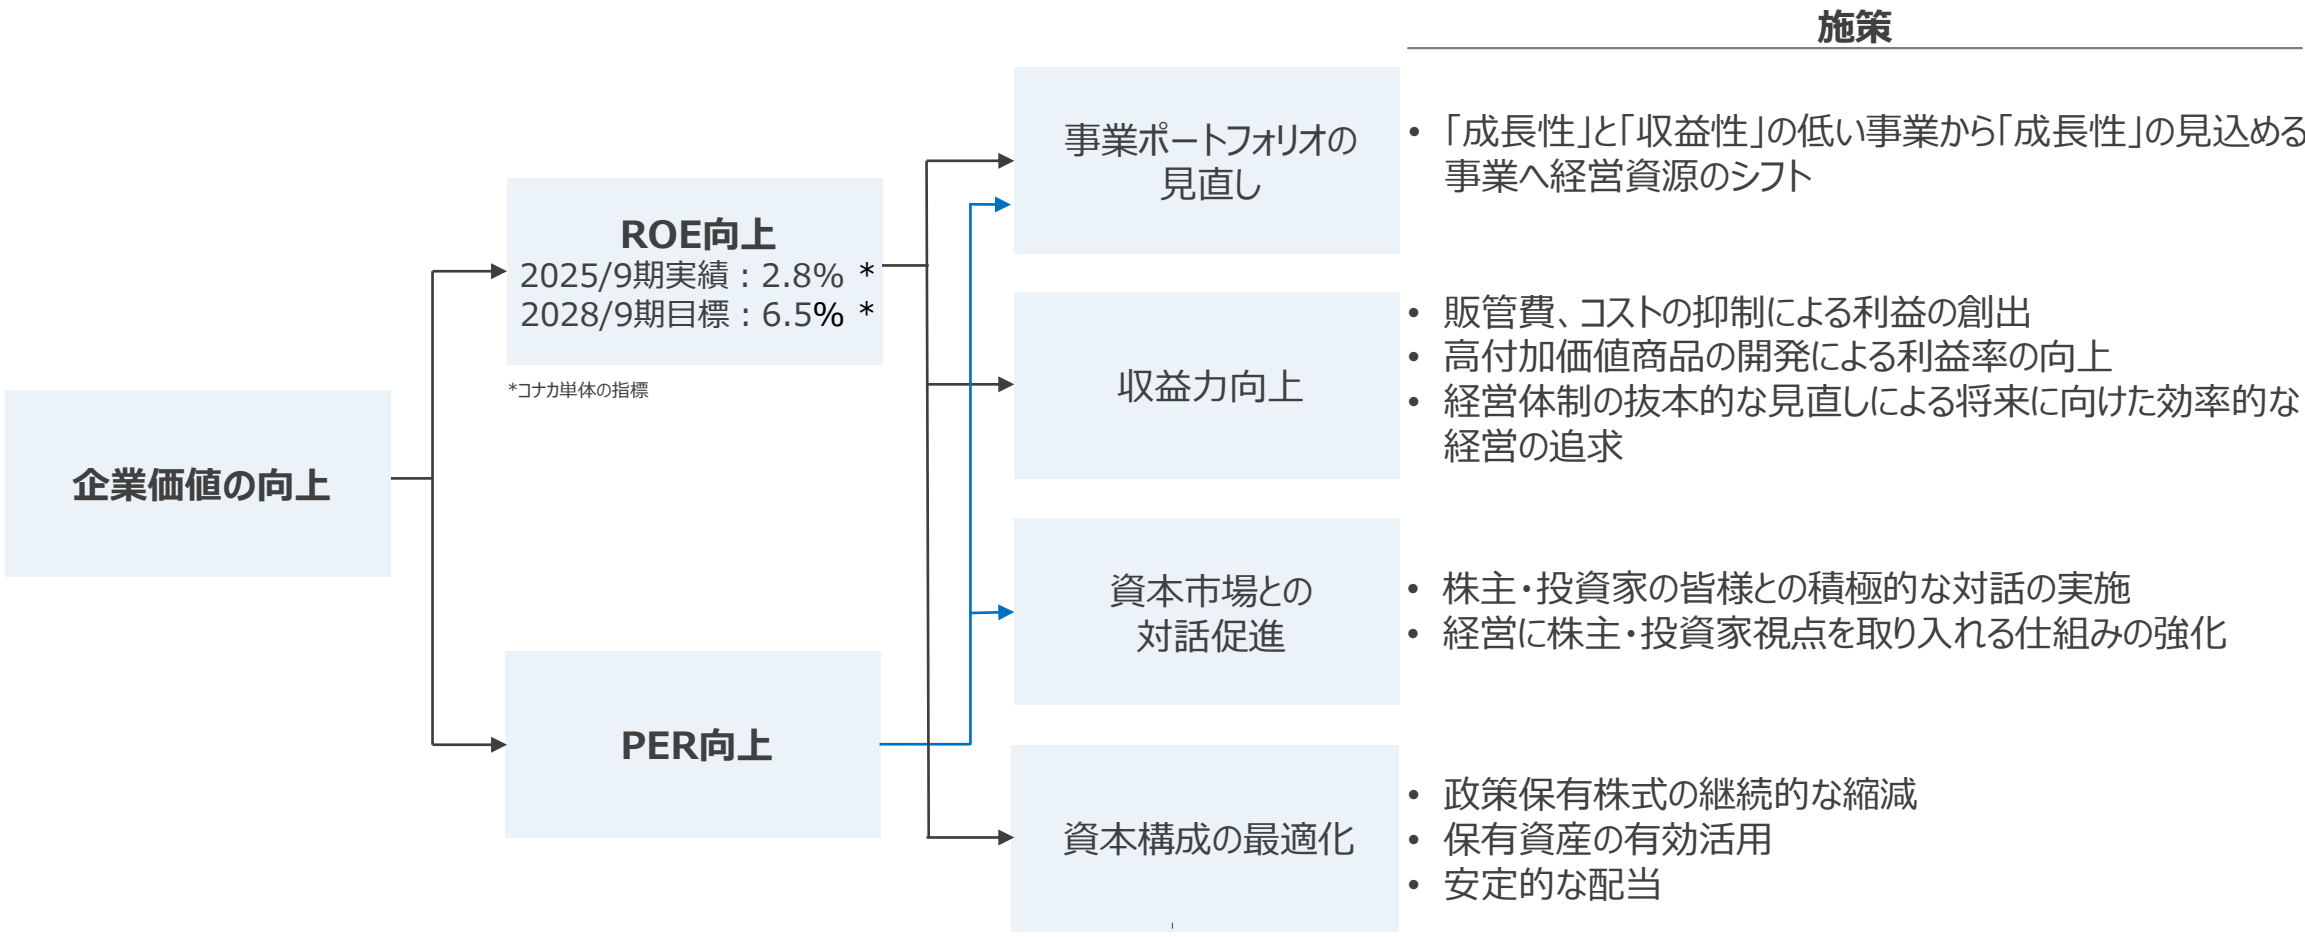 施策
企業価値の向上
ROE向上
2025/9期実績：2.8% *
2028/9期目標：6.5% *
*コナカ単体の指標
PER向上
事業ポートフォリオの
見直し
• 「成長性」と「収益性」の低い事業から「成長性」の見込める
事業へ経営資源のシフト
収益力向上
• 販管費、コストの抑制による利益の創出
• 高付加価値商品の開発による利益率の向上
• 経営体制の抜本的な見直しによる将来に向けた効率的な
経営の追求
資本市場との
対話促進
• 株主・投資家の皆様との積極的な対話の実施
• 経営に株主・投資家視点を取り入れる仕組みの強化
資本構成の最適化
• 政策保有株式の継続的な縮減
• 保有資産の有効活用
• 安定的な配当